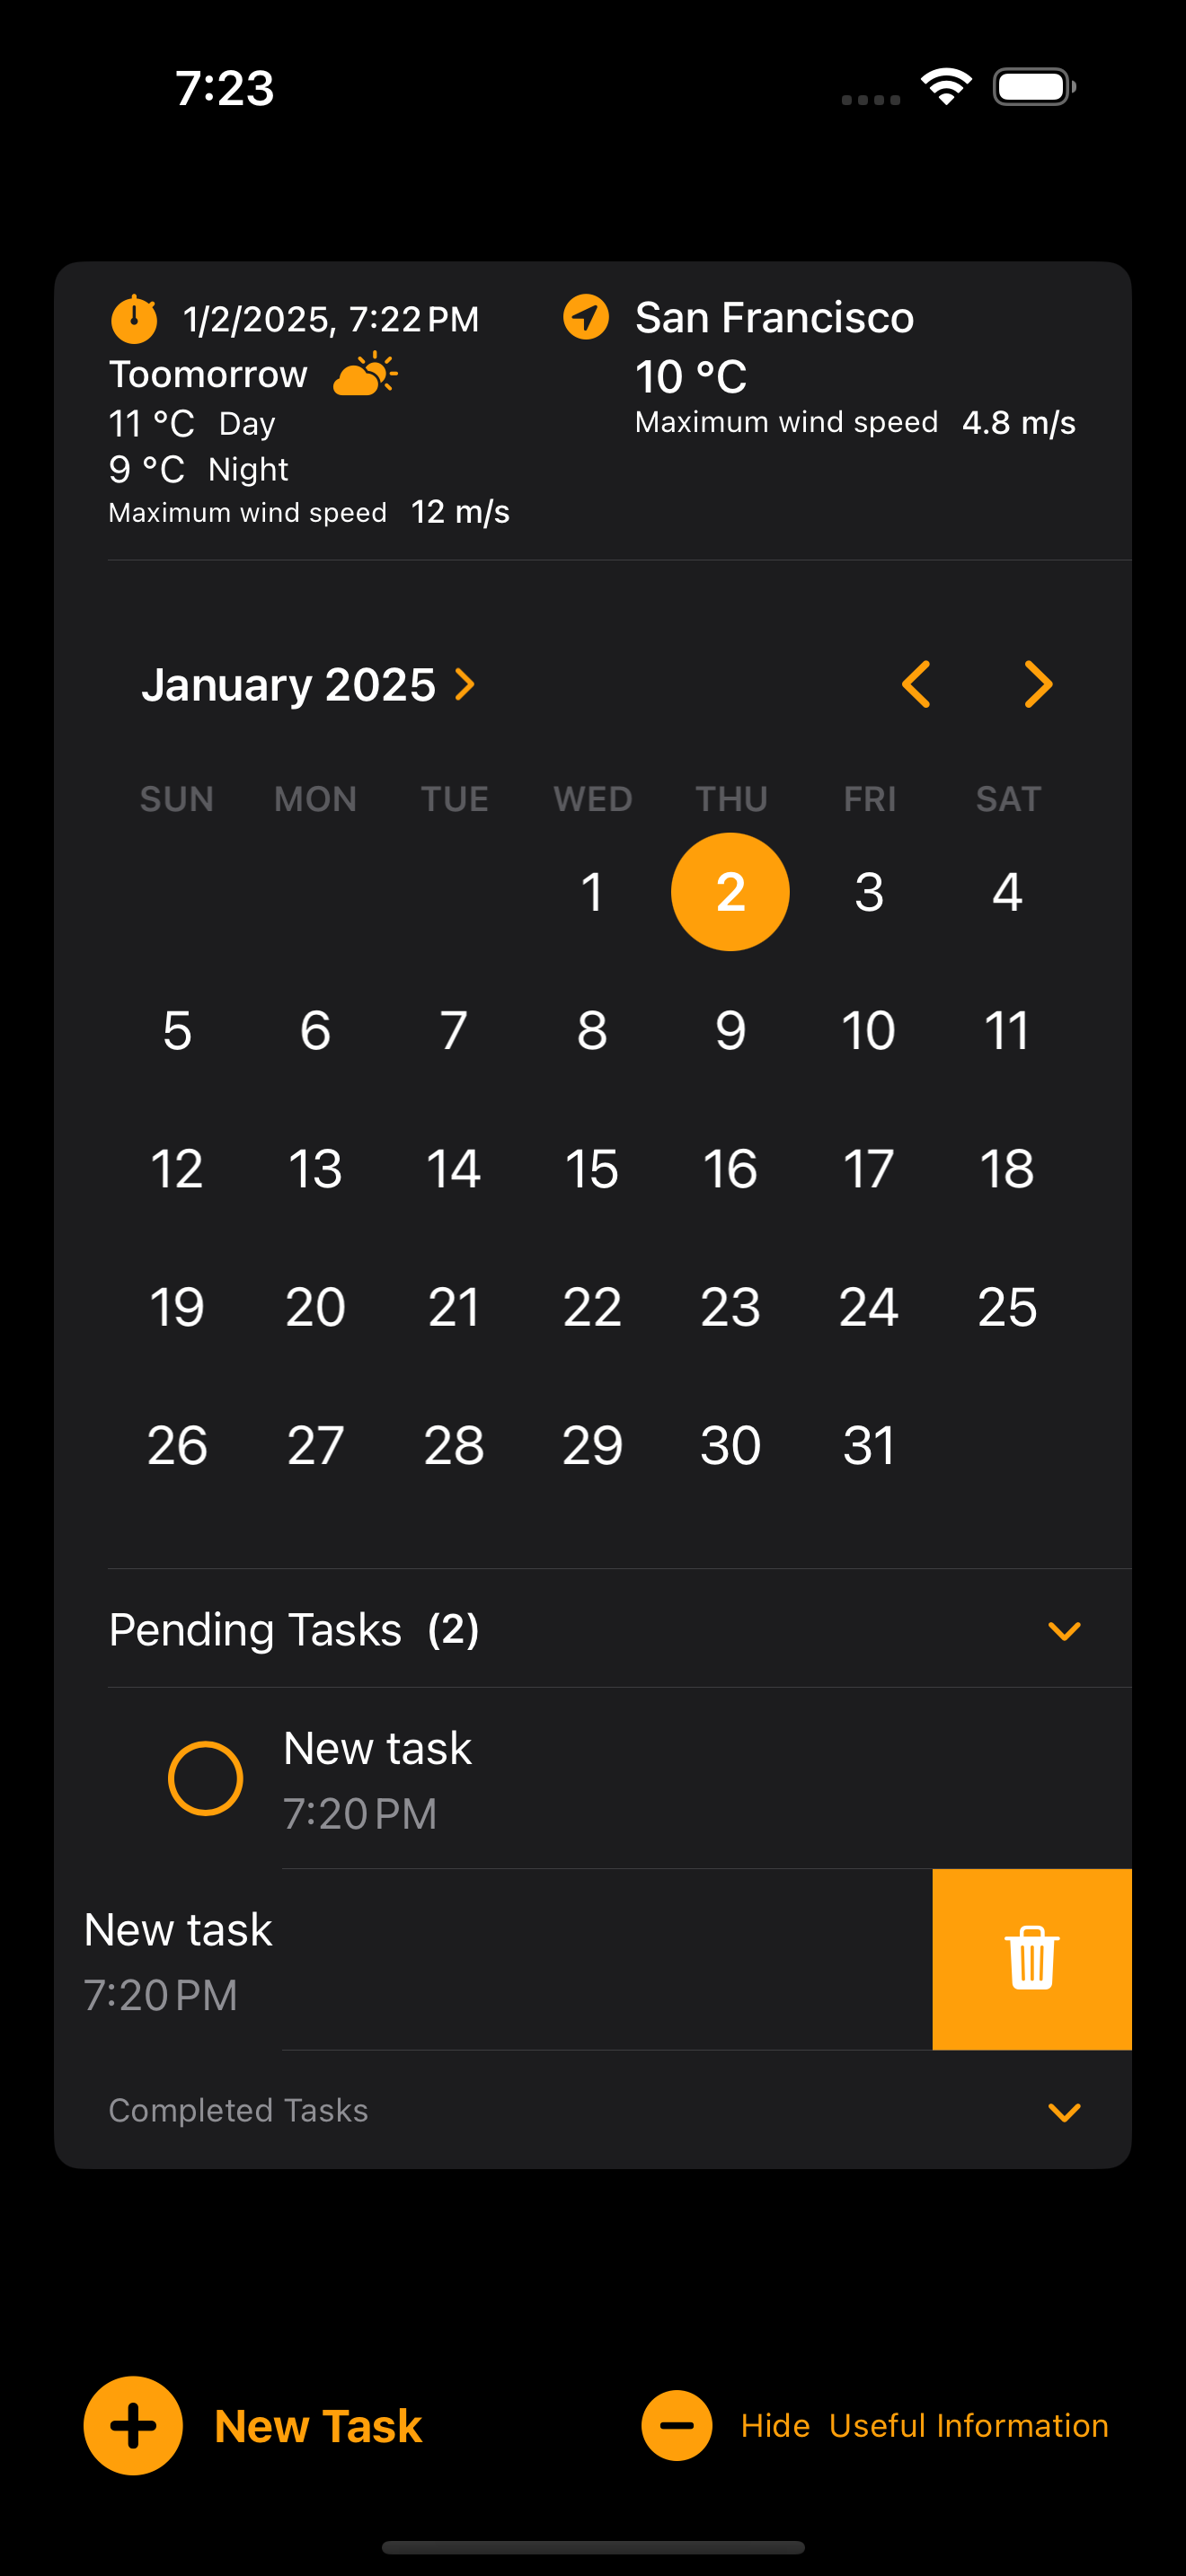 7:23
1/2/2025, 7:22 PM
Toomorrow
11 °C Day
9 °C Night
Maximum wind speed 12 m/s
San Francisco
10 °C
Maximum wind speed 4.8 m/s
January 2025
SUN MON TUE WED THU FRI SAT
1 2 3 4
5 6 7 8 9 10 11
12 13 14 15 16 17 18
19 20 21 22 23 24 25
26 27 28 29 30 31
Pending Tasks (2)
New task
7:20 PM
New task
7:20 PM
Completed Tasks
New Task
Hide Useful Information